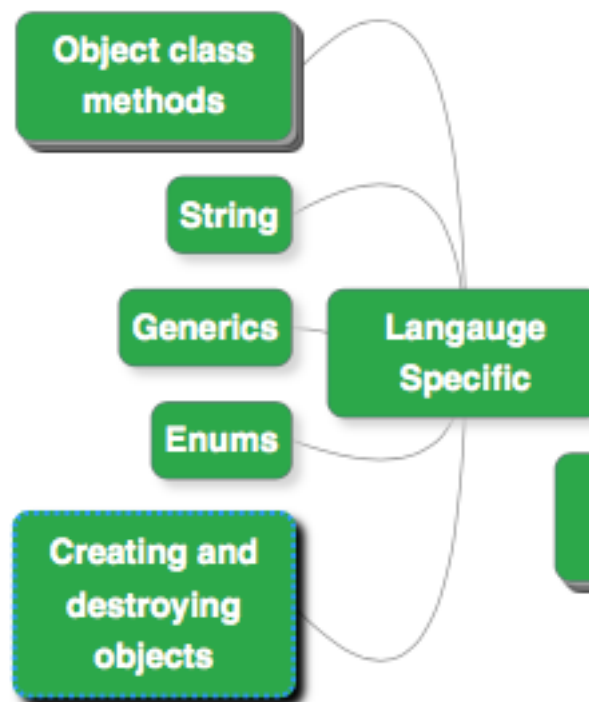 Object class
methods
String
Generics
Langauge
Specific
Enums
Creating and
destroying
objects